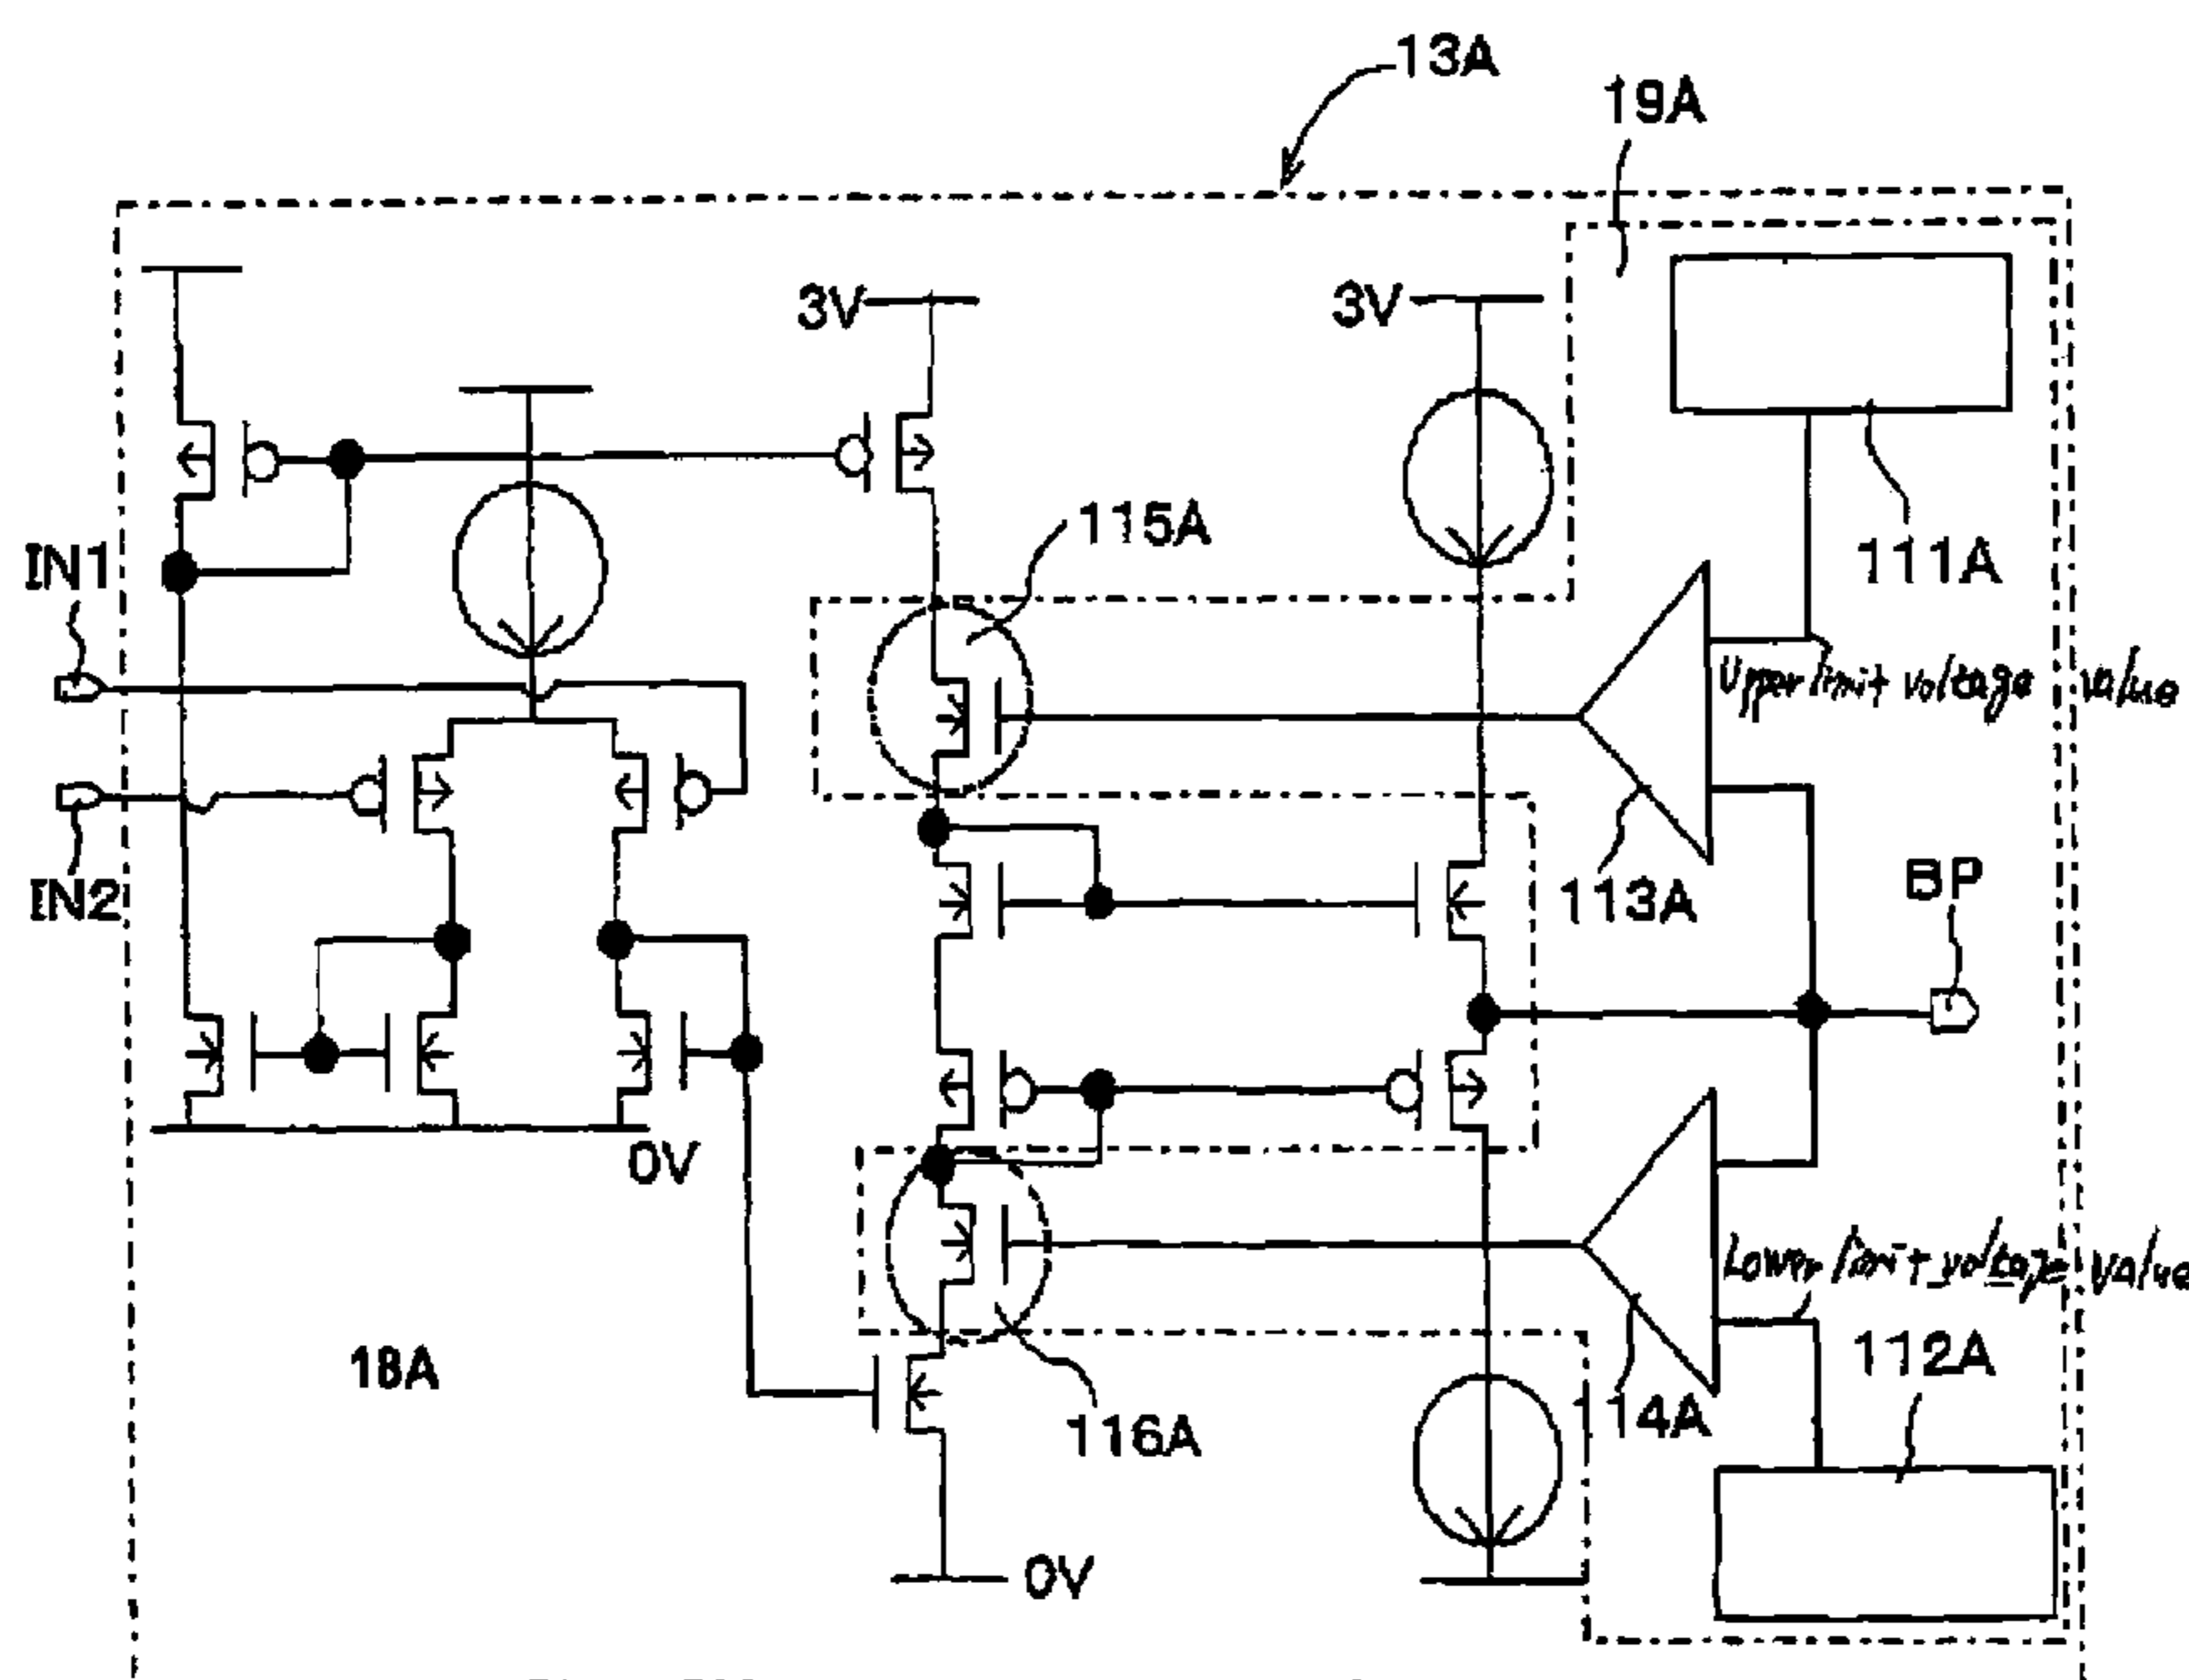 13A
19A
3V
3V
115A
IN1
111A
Upper limit voltage value
IN2
113A
BP
0V
Lower limit voltage value
18A
112A
116A
114A
0V